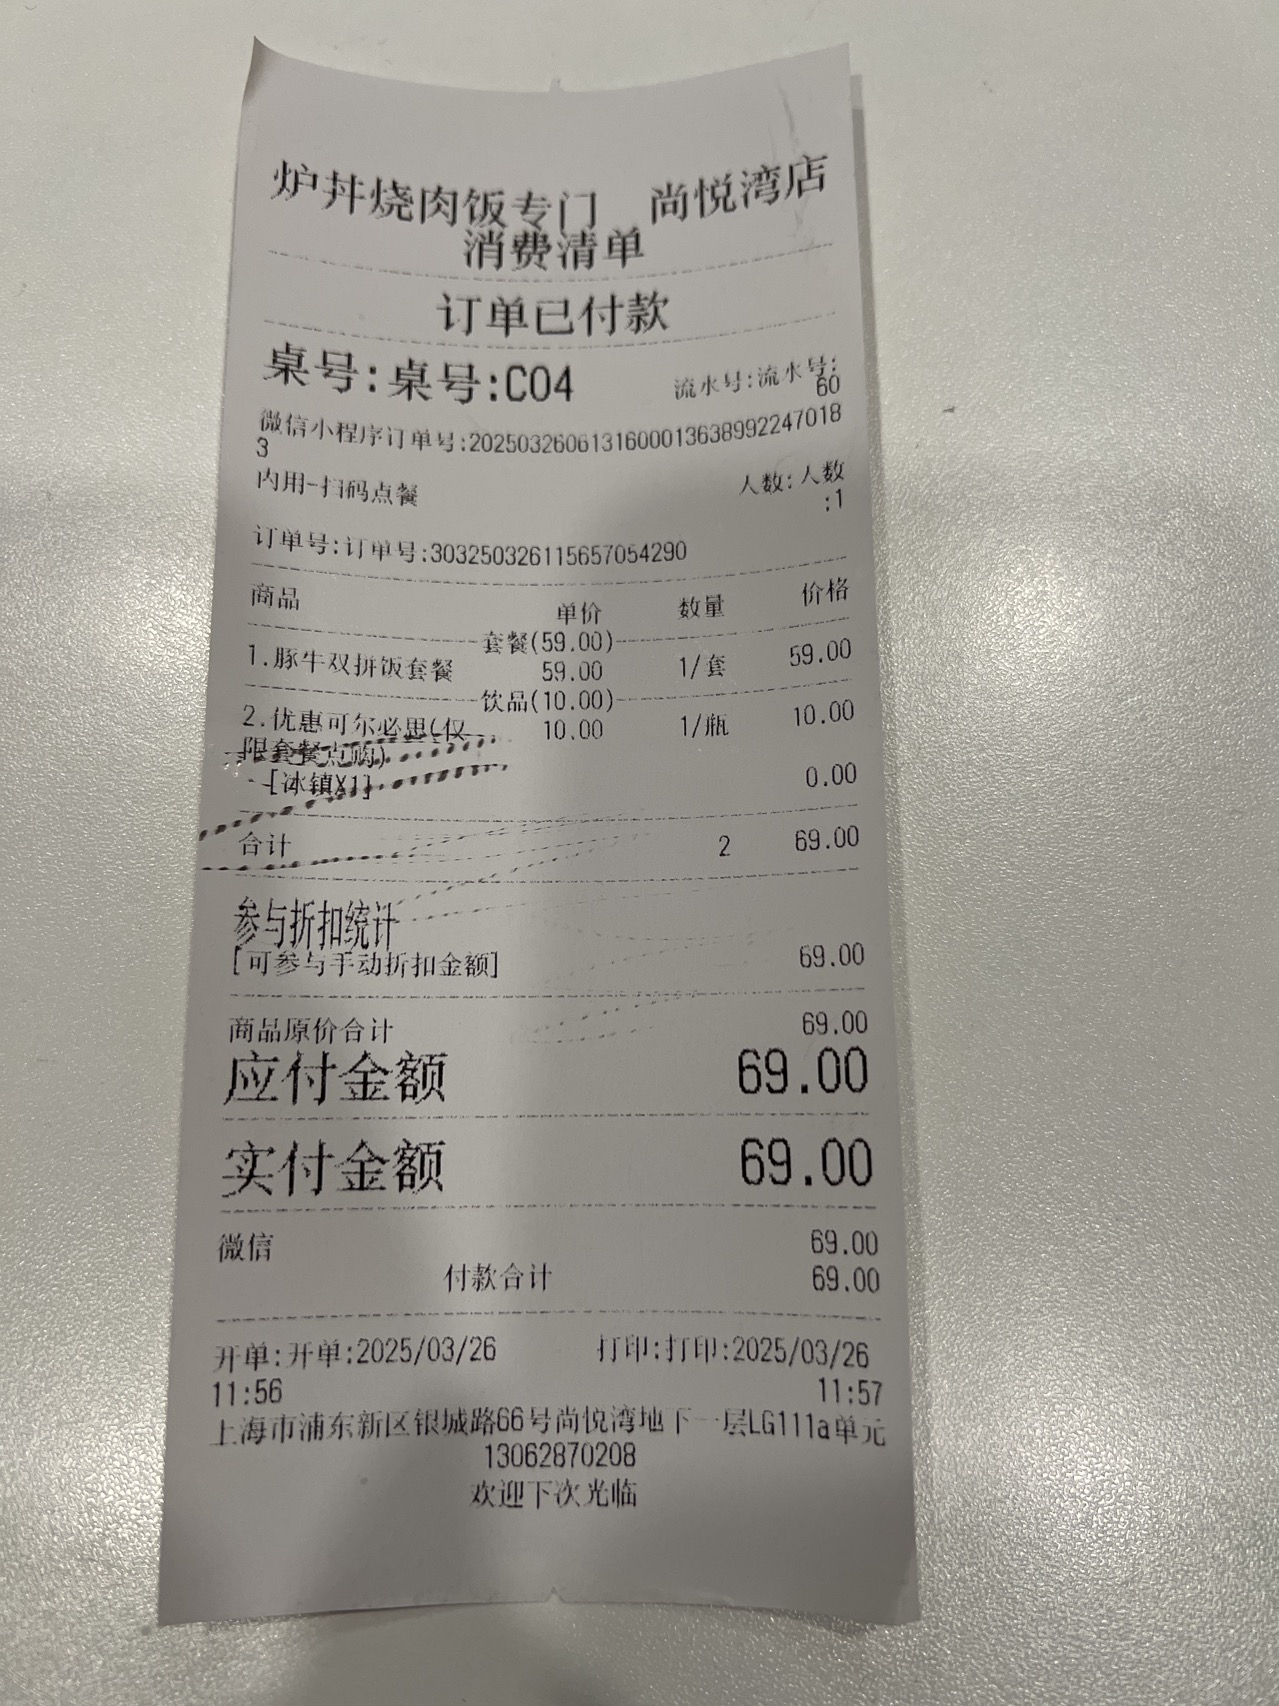 炉丼烧肉饭专门 尚悦湾店
消费清单
订单已付款
桌号:桌号:C04 流水号:流水号:
60
微信小程序订单号:2025032606131600013638992247018
3
内用-扫码点餐 人数:人数
:1
订单号:订单号:303250326115657054290
商品 单价 数量 价格
套餐(59.00)
1.豚牛双拼饭套餐 59.00 1/套 59.00
饮品(10.00)
2.优惠可尔必思(仅 10.00 1/瓶 10.00
限套餐点购)
-[冰镇X1] 0.00
合计 2 69.00
参与折扣统计
[可参与手动折扣金额] 69.00
商品原价合计 69.00
应付金额 69.00
实付金额 69.00
微信 69.00
付款合计 69.00
开单:开单:2025/03/26 打印:打印:2025/03/26
11:56 11:57
上海市浦东新区银城路66号尚悦湾地下一层LG111a单元
13062870208
欢迎下次光临